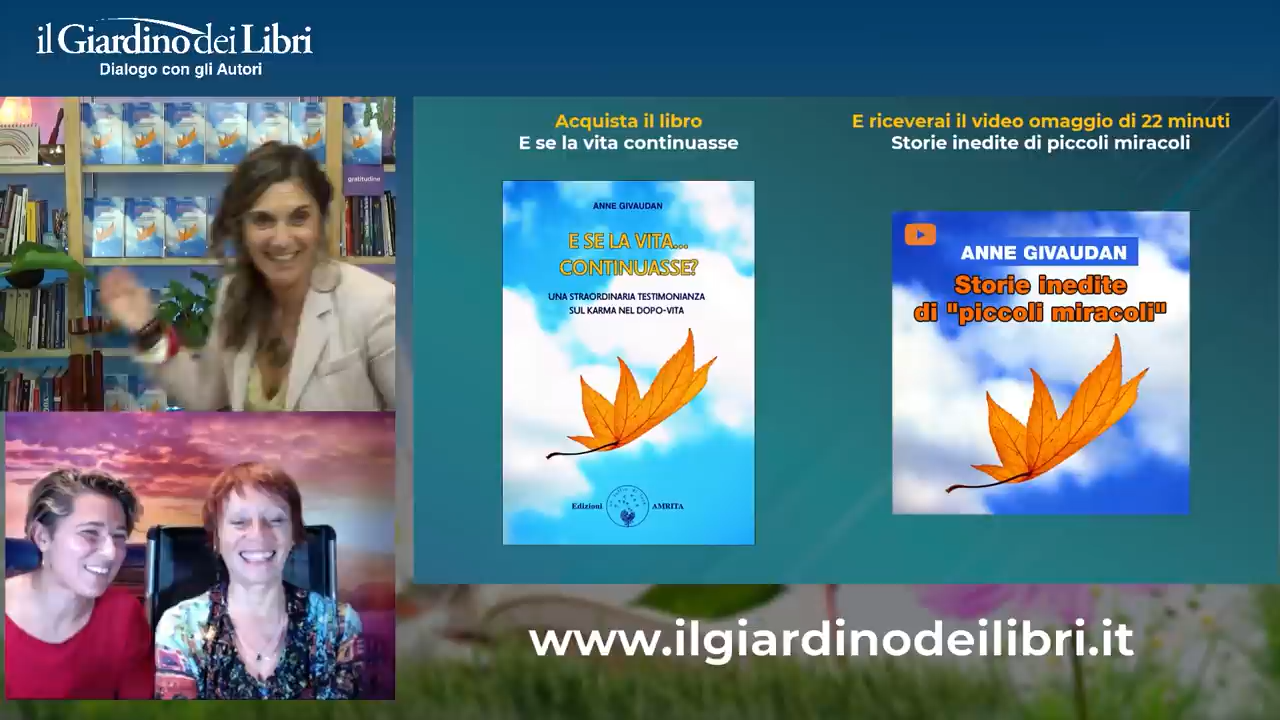 il Giardino dei Libri
Dialogo con gli Autori
gratitudine
Acquista il libro
E se la vita continuasse
ANNE GIVAUDAN
E SE LA VITA...
CONTINUASSE?
UNA STRAORDINARIA TESTIMONIANZA
SUL KARMA NEL DOPO-VITA
Edizioni AMRITA
E riceverai il video omaggio di 22 minuti
Storie inedite di piccoli miracoli
ANNE GIVAUDAN
Storie inedite
di "piccoli miracoli"
www.ilgiardinodeilibri.it